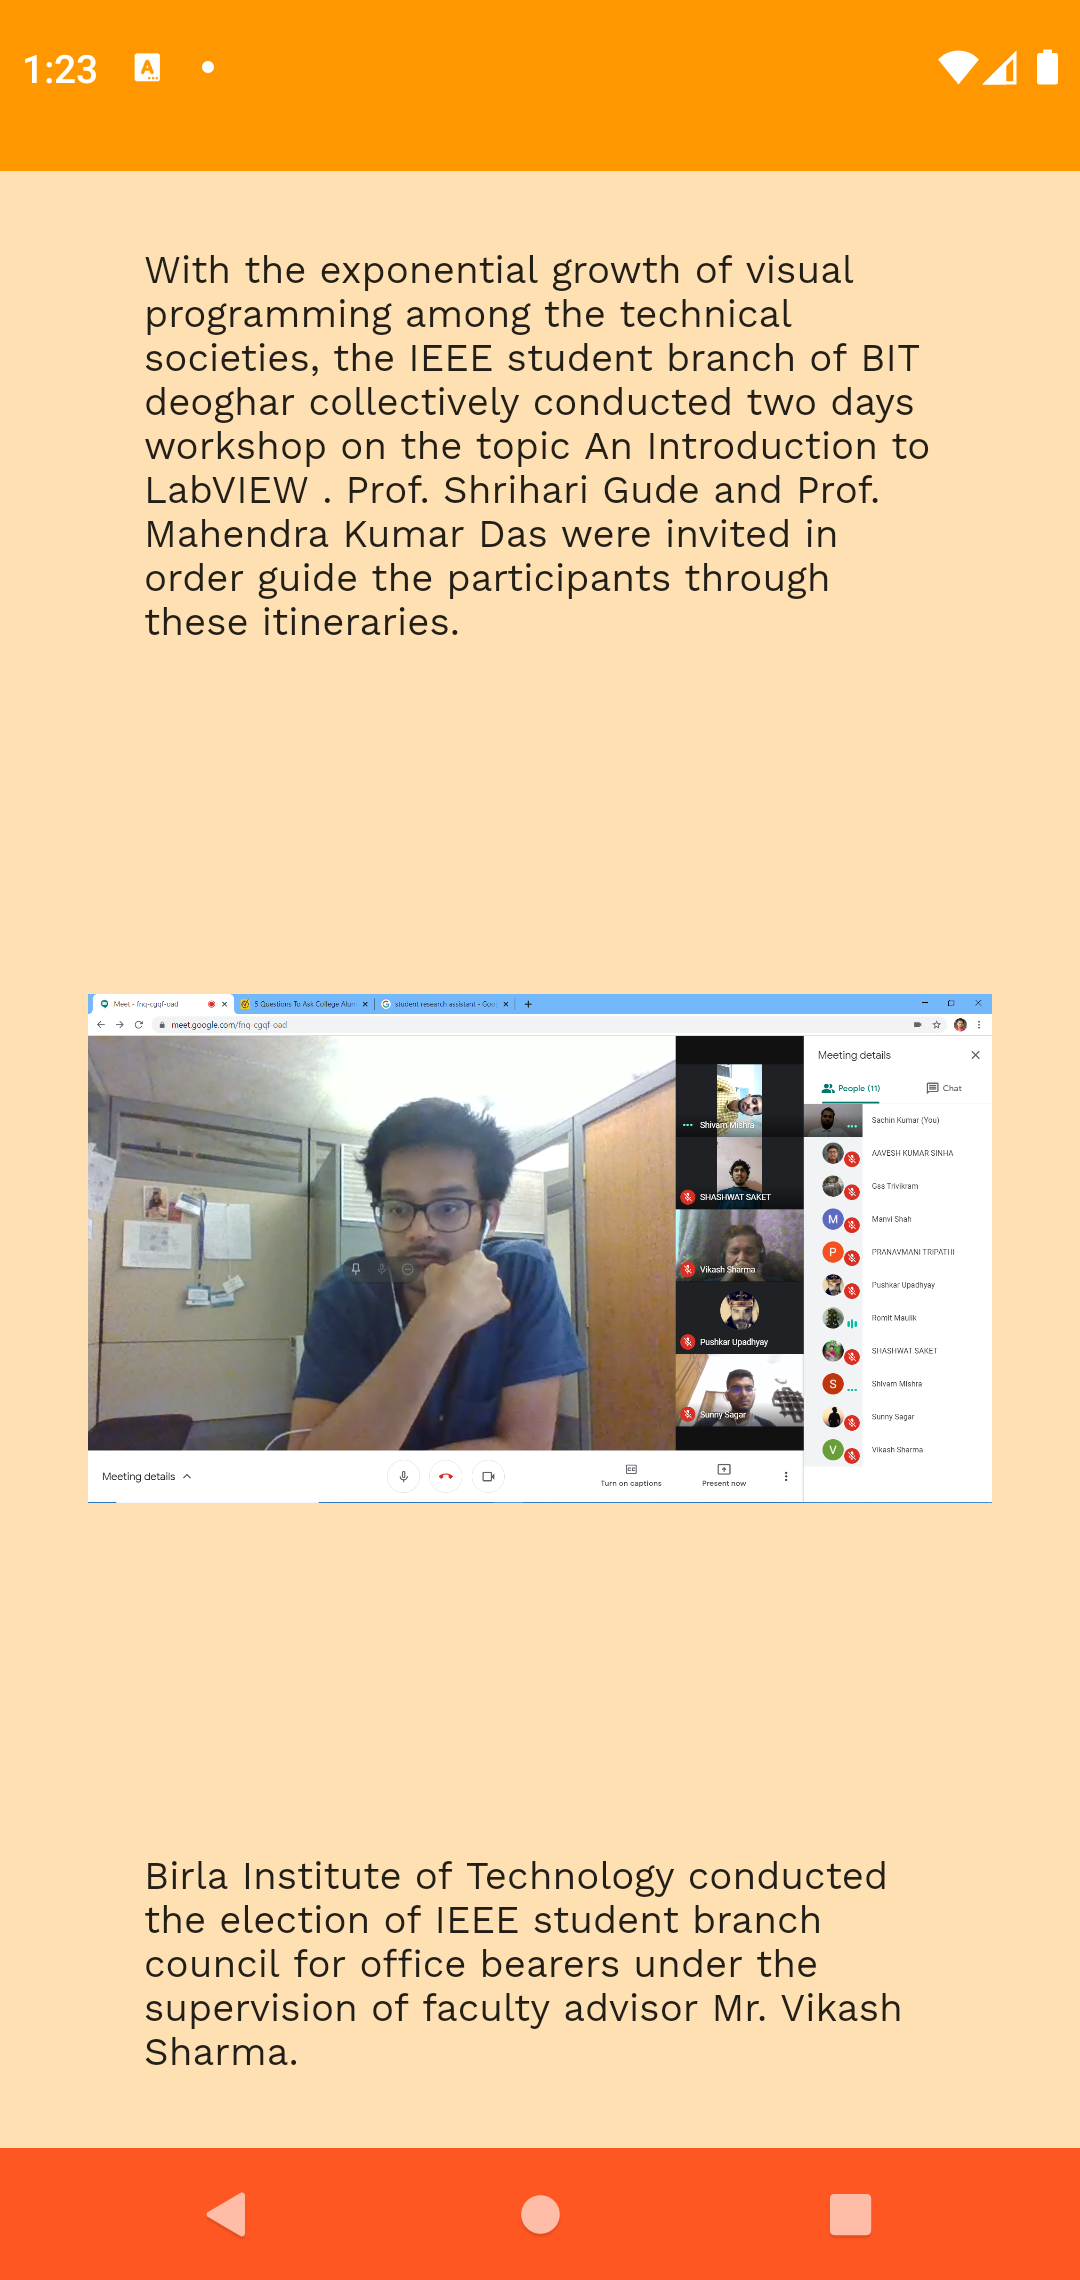 1:23
With the exponential growth of visual
programming among the technical
societies, the IEEE student branch of BIT
deoghar collectively conducted two days
workshop on the topic An Introduction to
LabVIEW . Prof. Shrihari Gude and Prof.
Mahendra Kumar Das were invited in
order guide the participants through
these itineraries.
Meet - fnq-cgqf-oad
5 Questions To Ask College Alum
student research assistant - Goo
meet.google.com/fnq-cgqf-oad
Meeting details
People (11)
Chat
Sachin Kumar (You)
AAVESH KUMAR SINHA
Gss Trivikram
Manvi Shah
M
PRANAVMANI TRIPATHI
P
Pushkar Upadhyay
Romit Maulik
SHASHWAT SAKET
Shivam Mishra
S
Sunny Sagar
Vikash Sharma
V
Shivam Mishra
SHASHWAT SAKET
Vikash Sharma
Pushkar Upadhyay
Sunny Sagar
Meeting details
Turn on captions
Present now
Birla Institute of Technology conducted
the election of IEEE student branch
council for office bearers under the
supervision of faculty advisor Mr. Vikash
Sharma.